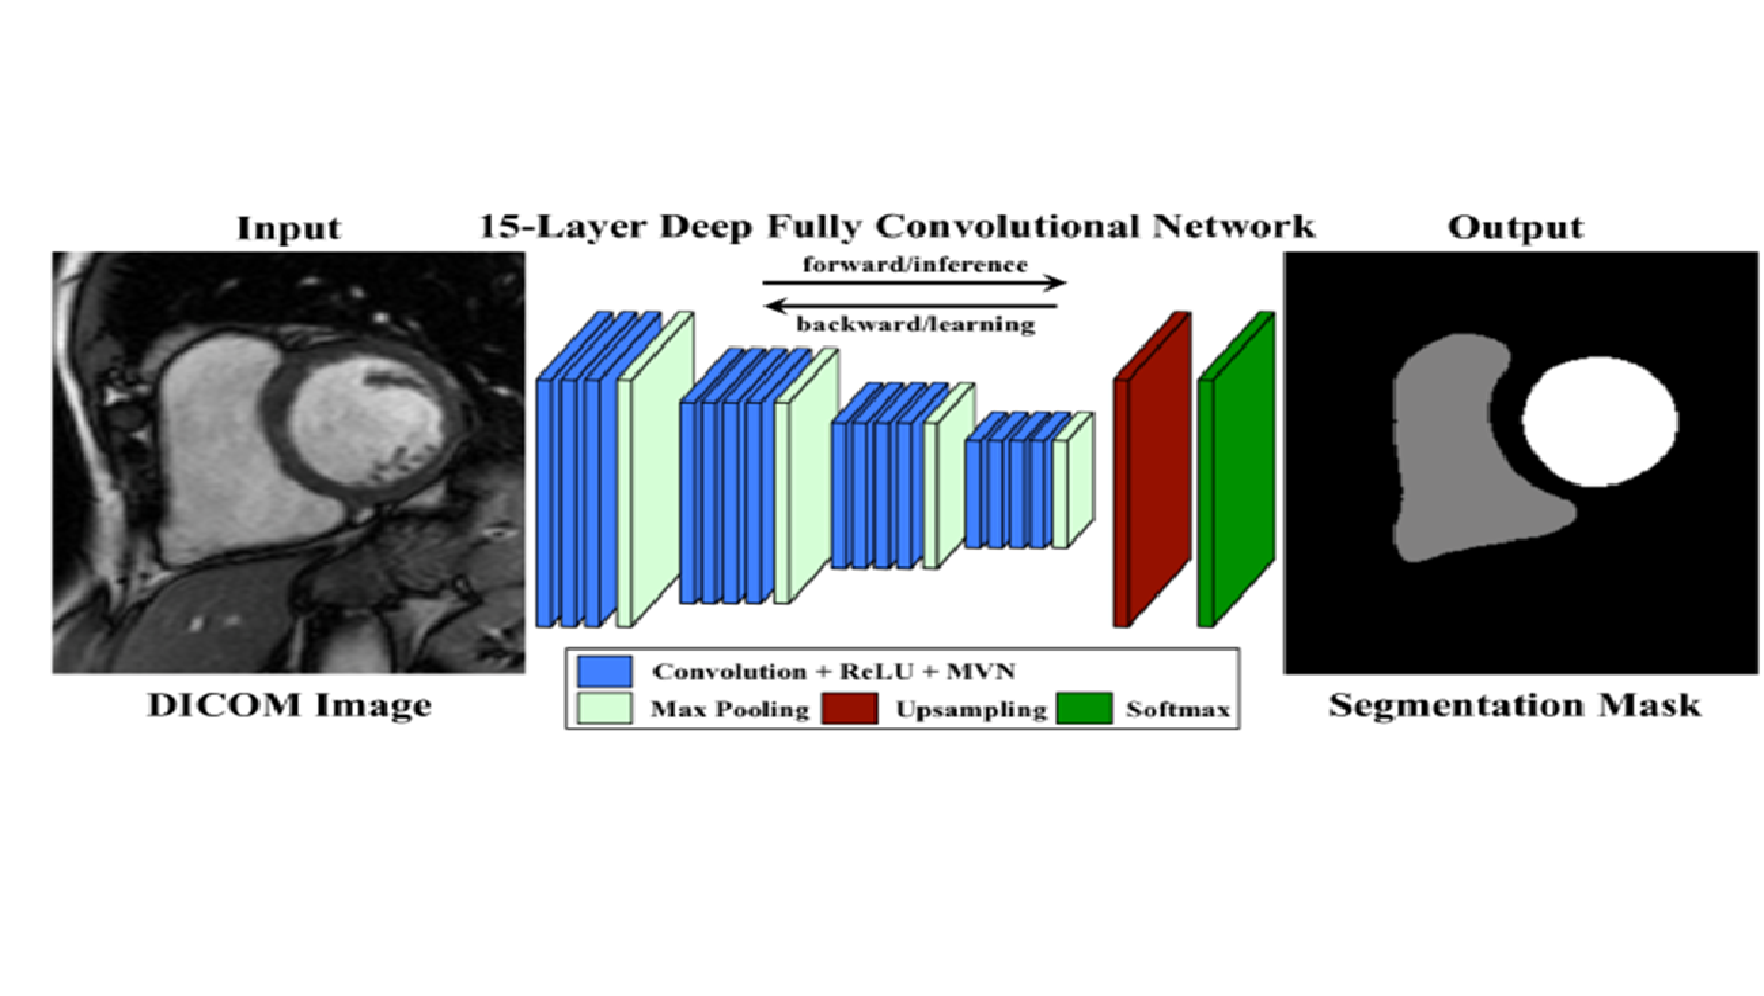 Input
15-Layer Deep Fully Convolutional Network
Output
forward/inference
backward/learning
Convolution + ReLU + MVN
Max Pooling
Upsampling
Softmax
DICOM Image
Segmentation Mask